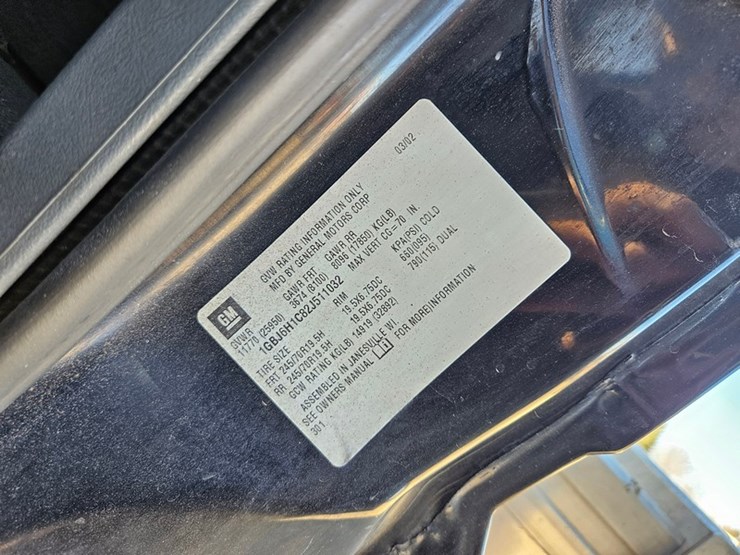 GM
GVW RATING INFORMATION ONLY 03/02
MFD BY GENERAL MOTORS CORP
GVWR GAWR FRT GAWR RR
11770 (25950) 3674 (8100) 8096 (17850) KG(LB)
1GBJ5H1C82J511032 MAX VERT CG=70 IN
TIRE SIZE RIM KPA(PSI) COLD
FRT 245/70R19.5H 19.5X6.75DC 650(095)
RR 245/70R19.5H 19.5X6.75DC 790(115) DUAL
GCW RATING KG(LB) 14919 (32892)
ASSEMBLED IN JANESVILLE WI.
SEE OWNERS MANUAL FOR MORE INFORMATION
301